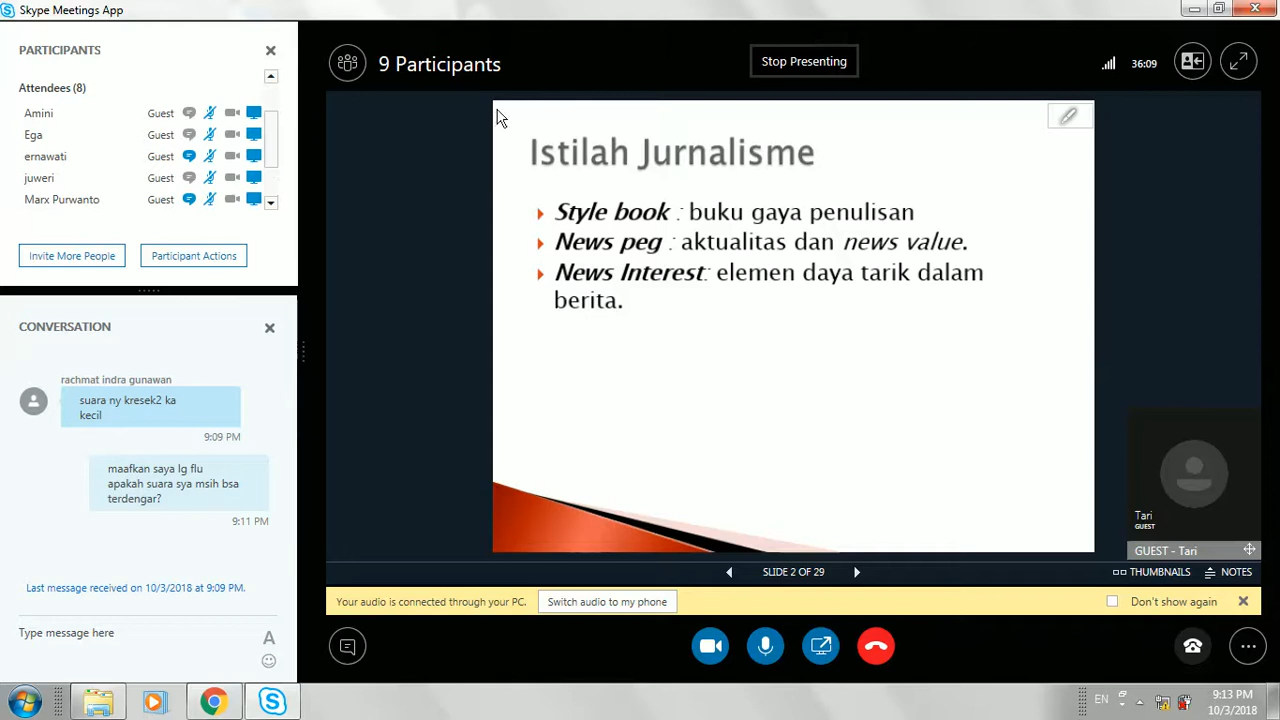 Skype Meetings App
PARTICIPANTS
Attendees (8)
Amini Guest
Ega Guest
ernawati Guest
juweri Guest
Marx Purwanto Guest
Invite More People
Participant Actions
CONVERSATION
rachmat indra gunawan
suara ny kresek2 ka
kecil
9:09 PM
maafkan saya lg flu
apakah suara sya msih bsa
terdengar?
9:11 PM
Last message received on 10/3/2018 at 9:09 PM.
Type message here
A
9 Participants
Stop Presenting
36:09
Istilah Jurnalisme
Style book : buku gaya penulisan
News peg : aktualitas dan news value.
News Interest: elemen daya tarik dalam
berita.
Tari
GUEST
GUEST - Tari
SLIDE 2 OF 29
THUMBNAILS
NOTES
Your audio is connected through your PC.
Switch audio to my phone
Don't show again
EN
9:13 PM
10/3/2018